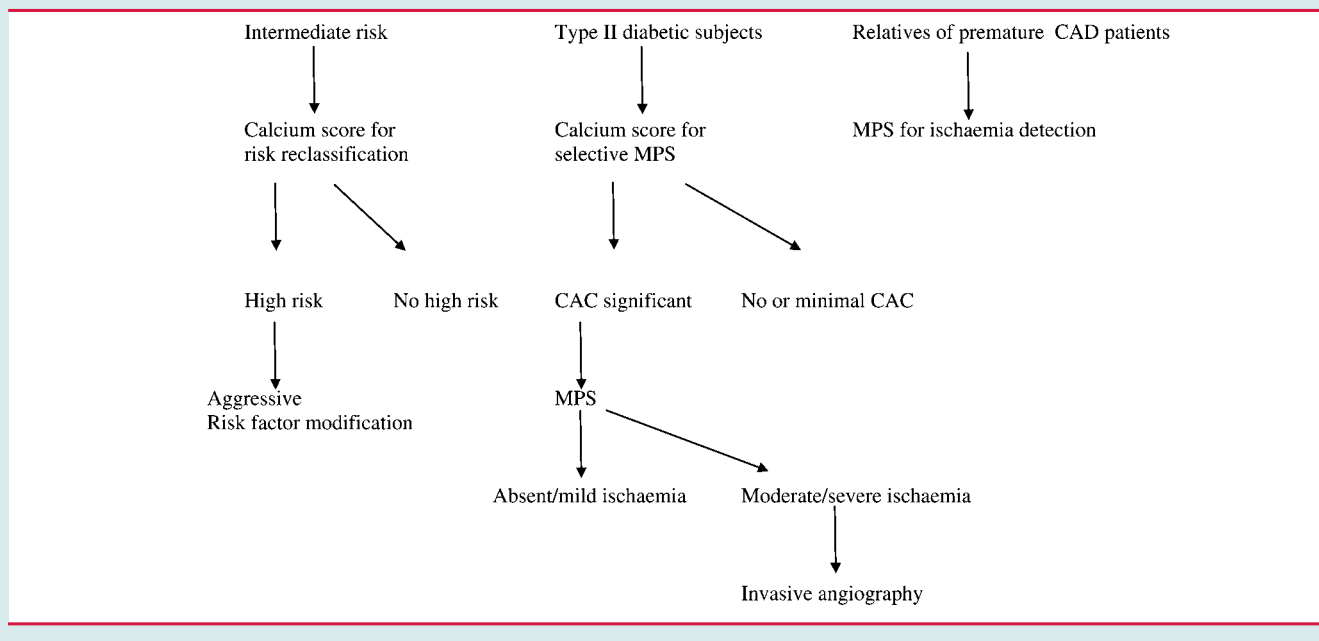 Intermediate risk
Type II diabetic subjects
Relatives of premature CAD patients
Calcium score for
risk reclassification
Calcium score for
selective MPS
MPS for ischaemia detection
High risk
No high risk
CAC significant
No or minimal CAC
Aggressive
Risk factor modification
MPS
Absent/mild ischaemia
Moderate/severe ischaemia
Invasive angiography